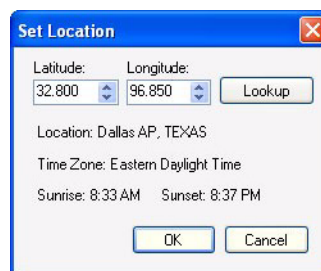 Set Location
Latitude: Longitude:
32.800 96.850 Lookup
Location: Dallas AP, TEXAS
Time Zone: Eastern Daylight Time
Sunrise: 8:33 AM Sunset: 8:37 PM
OK Cancel